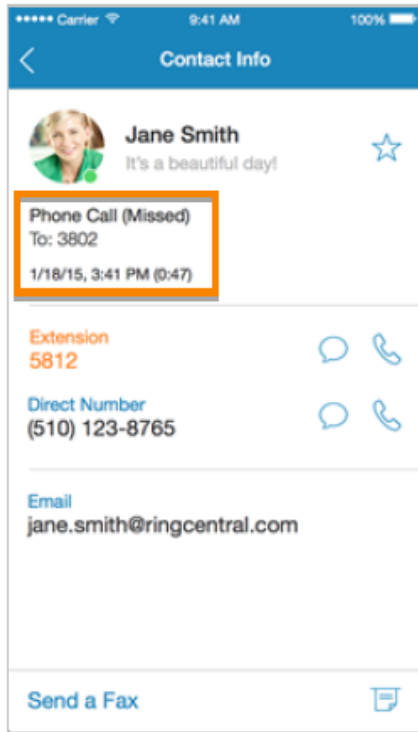 Carrier 9:41 AM 100%
Contact Info
Jane Smith
It's a beautiful day!
Phone Call (Missed)
To: 3802
1/18/15, 3:41 PM (0:47)
Extension
5812
Direct Number
(510) 123-8765
Email
jane.smith@ringcentral.com
Send a Fax